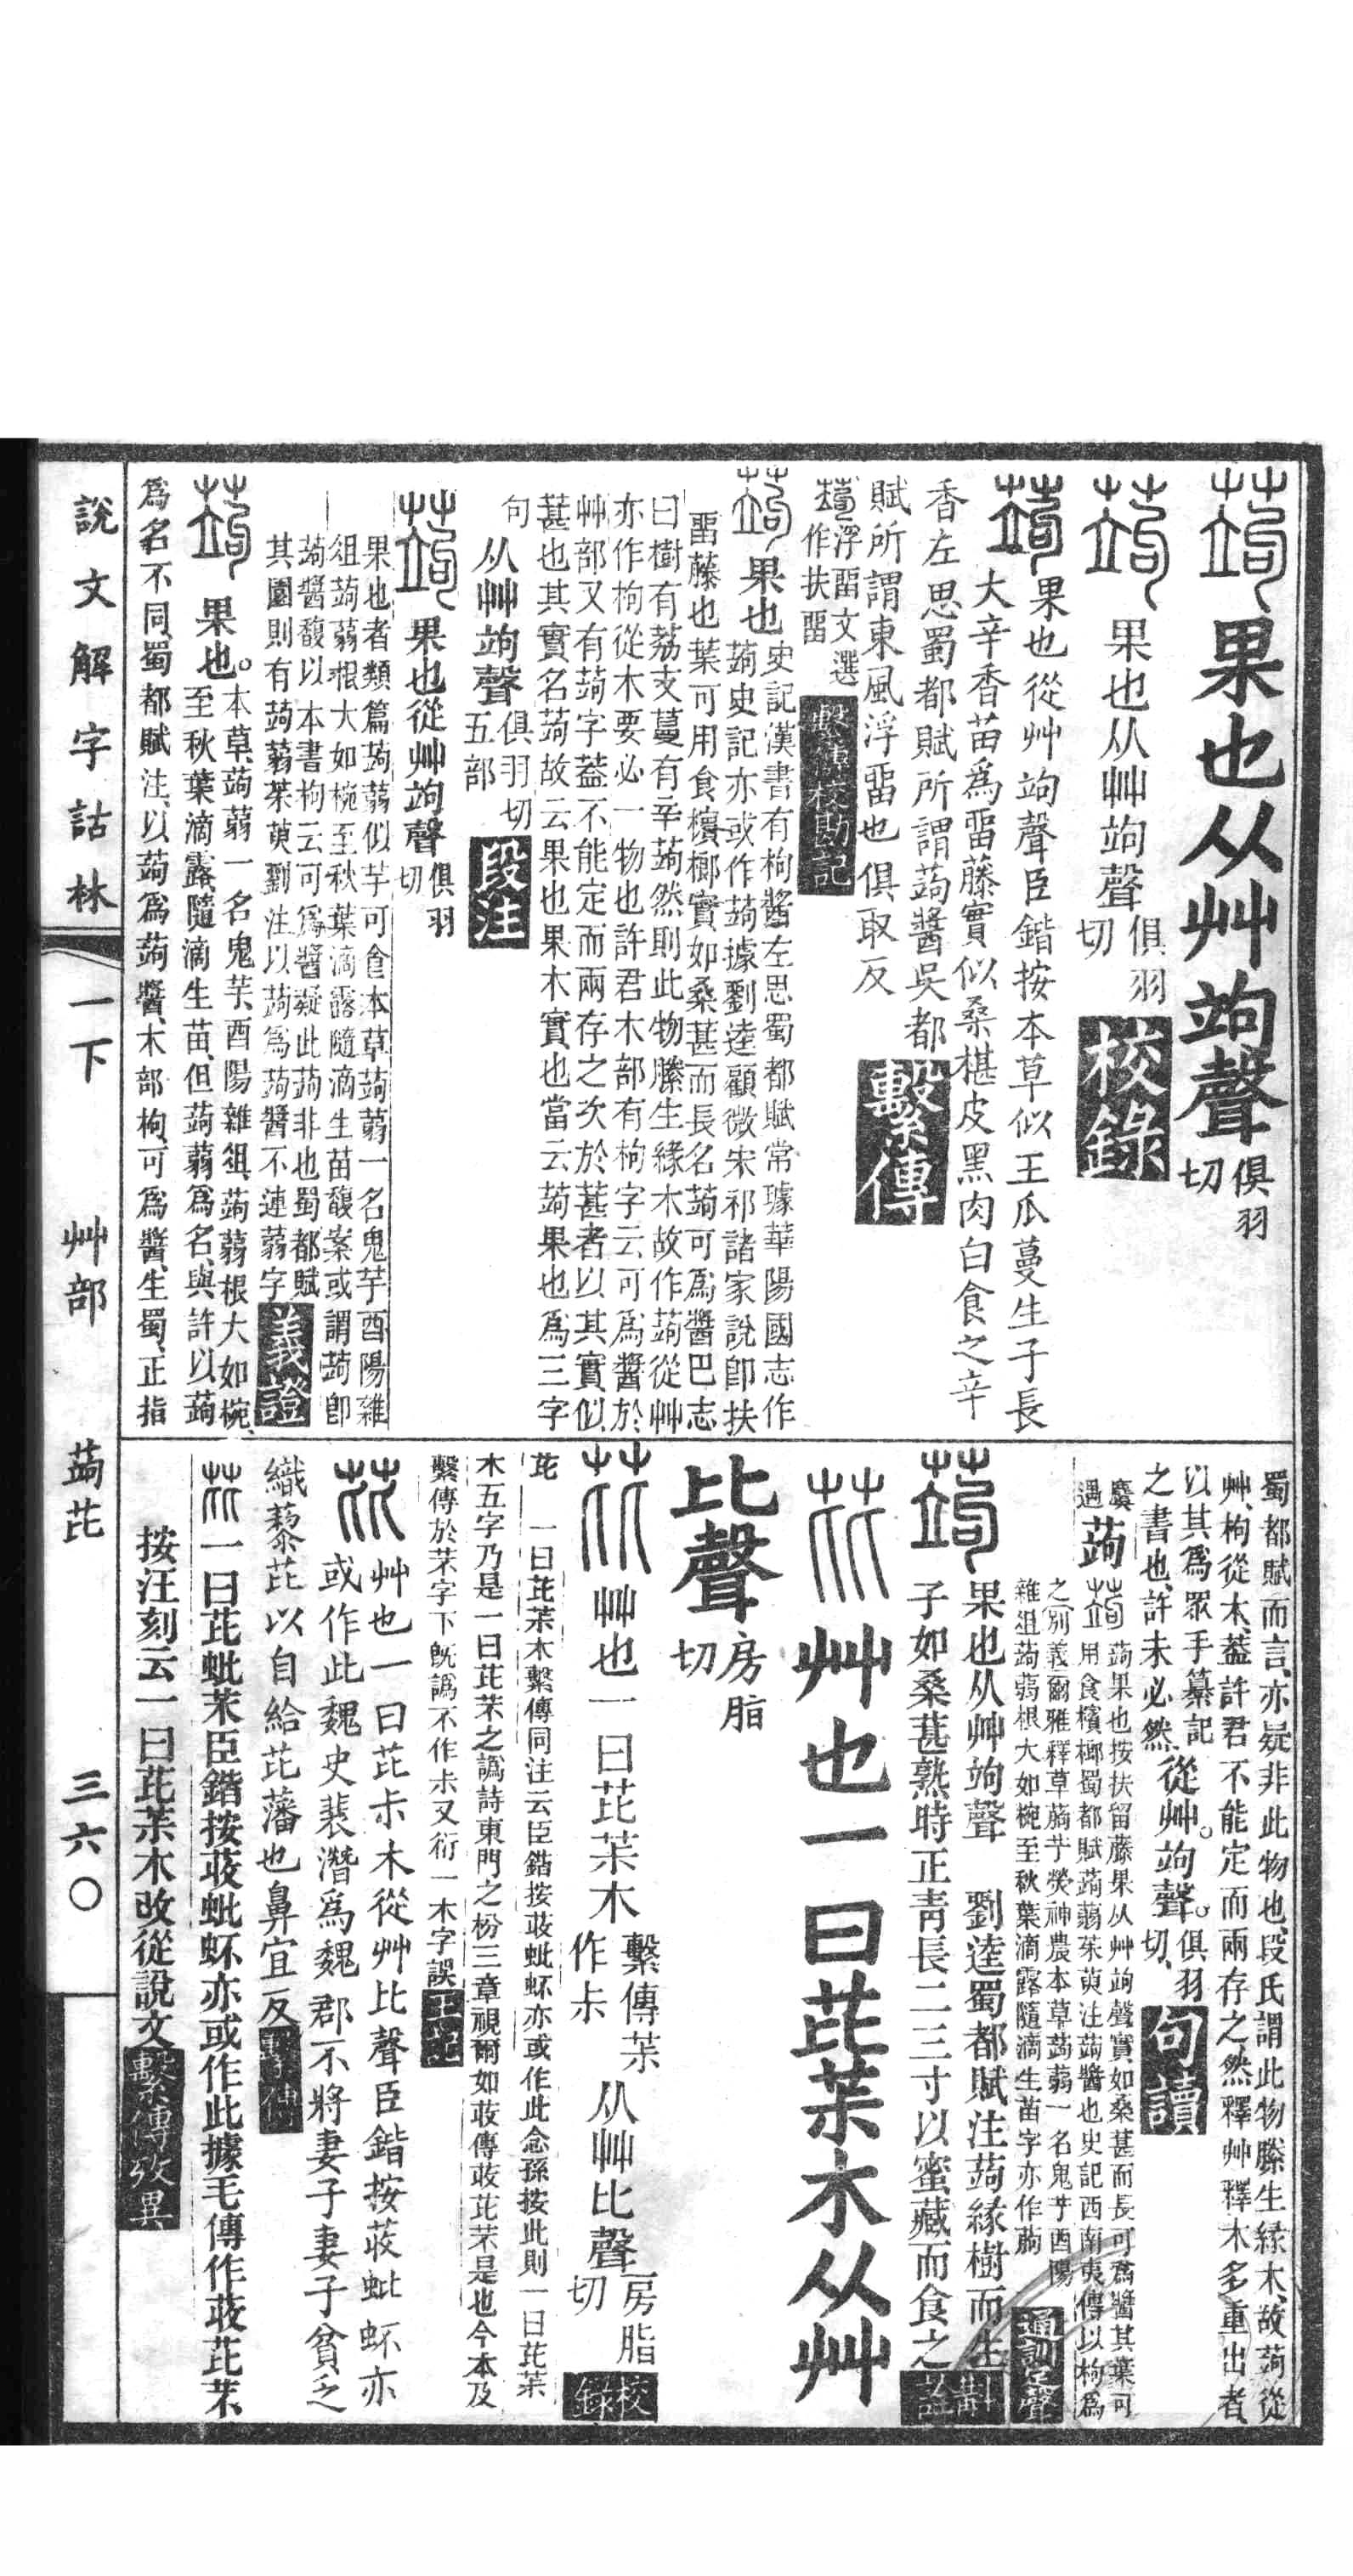 蒟果也从艸竘聲俱羽切
蒟果也从艸竘聲俱羽切校錄
蒟果也從艸竘聲臣鍇按本草似王瓜蔓生子長
大辛香苗爲畱藤實似桑椹皮黑肉白食之辛
香左思蜀都賦所謂蒟醬吳都
賦所謂東風浮畱也俱取反繫傳
浮畱文選
作扶畱繫傳校勘記
蒟果也史記漢書有枸醬左思蜀都賦常璩華陽國志作
蒟史記亦或作蒟據劉逵顧微宋祁諸家說卽扶
畱藤也葉可用食檳榔實如桑葚而長名蒟可爲醬巴志
曰樹有荔支蔓有辛蒟然則此物縢生緣木故作蒟從艸
亦作枸從木要必一物也許君木部有枸字云可爲醬於
艸部又有蒟字葢不能定而兩存之次於葚者以其實似
葚也其實名蒟故云果也果木實也當云蒟果也爲三字
句从艸竘聲俱羽切五部段注
蒟果也從艸竘聲俱羽切
果也者類篇蒟蒻似芋可食本草蒟蒻一名鬼芋酉陽雜
俎蒟蒻根大如椀至秋葉滴露隨滴生苗馥案或謂蒟卽
蒟醬馥以本書枸云可爲醬疑此蒟非也蜀都賦
其園則有蒟蒻茱萸劉注以蒟爲蒟醬不連蒻字義證
蒟果也。本草、蒟蒻一名鬼芋、酉陽雜俎、蒟蒻根大如椀、
至秋葉滴露、隨滴生苗、但蒟蒻爲名、與許以蒟
爲名不同、蜀都賦注、以蒟爲蒟醬、木部枸、可爲醬、生蜀、正指
蜀都賦而言、亦疑非此物也、段氏謂此物縢生緣木、故蒟從
艸、枸從木、葢許君不能定而兩存之、然釋艸釋木多重出者、
以其爲眾手纂記
之書也、許未必然、從艸。竘聲。俱羽切、句讀
蒟蒟果也按扶留藤果从艸竘聲實如桑葚而長可爲醬其葉可
用食檳榔蜀都賦蒟蒻茱萸注蒟醬也史記西南夷傳以枸爲
之別義爾雅釋草芍熒神農本草蒟蒻一名鬼芋酉陽
雜俎蒟蒻根大如椀至秋葉滴露隨滴生苗字亦作蒟通訓定聲
蒟果也从艸竘聲 劉逵蜀都賦注蒟緣樹而生
子如桑葚熟時正靑長二三寸以蜜藏而食之斠詮
芘艸也一曰芘茮木从艸
比聲房脂切
芘艸也一曰芘茮木繫傳茮作尗从艸比聲房脂切校錄
芘 一曰芘茮木繫傳同注云臣鍇按荍蚍蚽亦或作此念孫按此則一曰芘茮
木五字乃是一曰芘芣之譌詩東門之枌三章視爾如荍傳荍芘芣是也今本及
繫傳於芣字下旣譌不作尗又衍一木字誤王記
芘艸也一曰芘尗木從艸比聲臣鍇按荍蚍蚽亦
或作此魏史裴潛爲魏郡不將妻子妻子貧乏
織藜芘以自給芘藩也鼻宜反繫傳
芘一曰芘蚍茮臣鍇按荍蚍蚽亦或作此據毛傳作荍芘芣
按汪刻云一曰芘茮木改從說文繫傳攷異
說文解字詁林 一下 艸部 蒟芘 三六〇